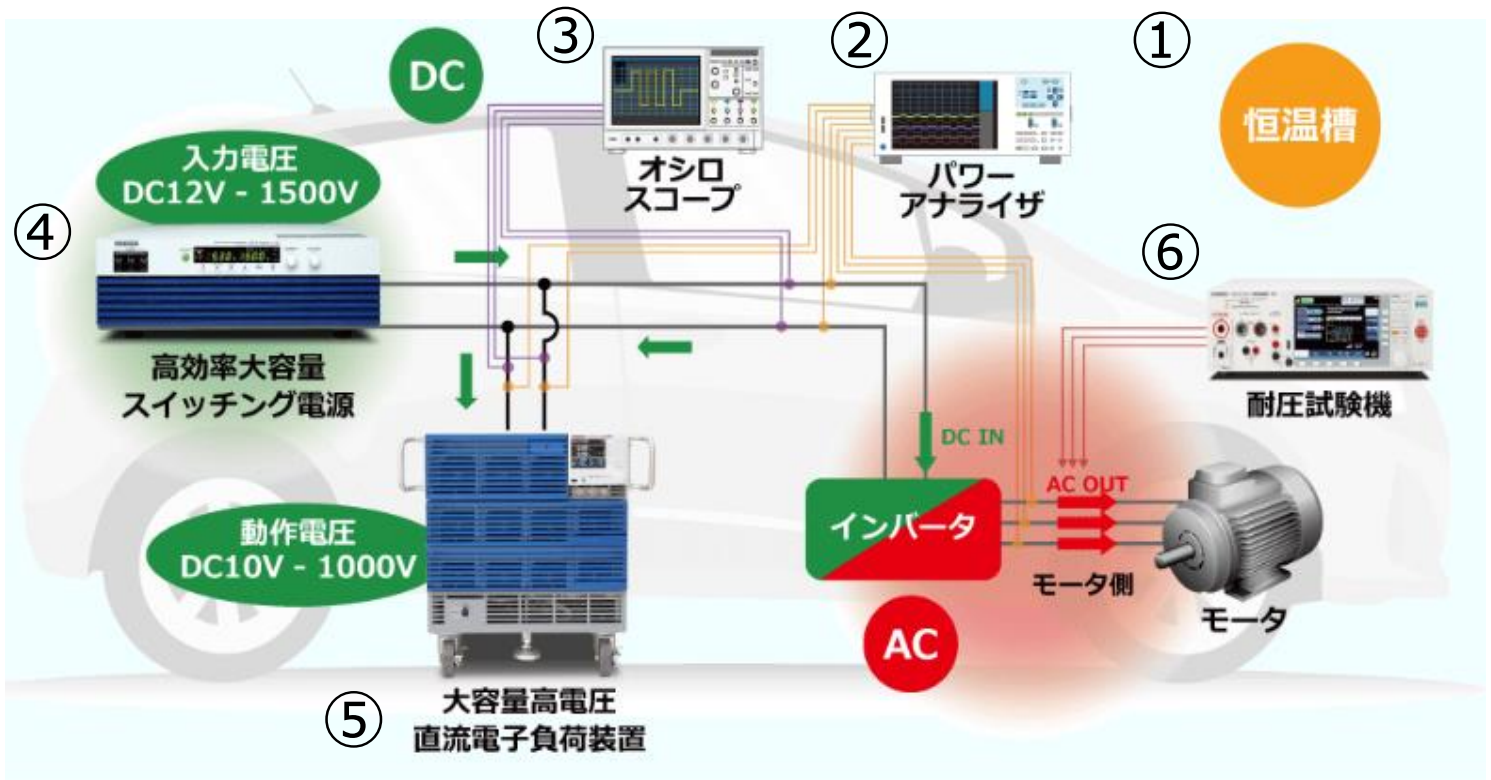 ③
②
①
DC
恒温槽
入力電圧
DC12V - 1500V
オシロ
スコープ
パワー
アナライザ
④
⑥
高効率大容量
スイッチング電源
耐圧試験機
DC IN
AC OUT
インバータ
動作電圧
DC10V - 1000V
モータ側
モータ
AC
⑤
大容量高電圧
直流電子負荷装置